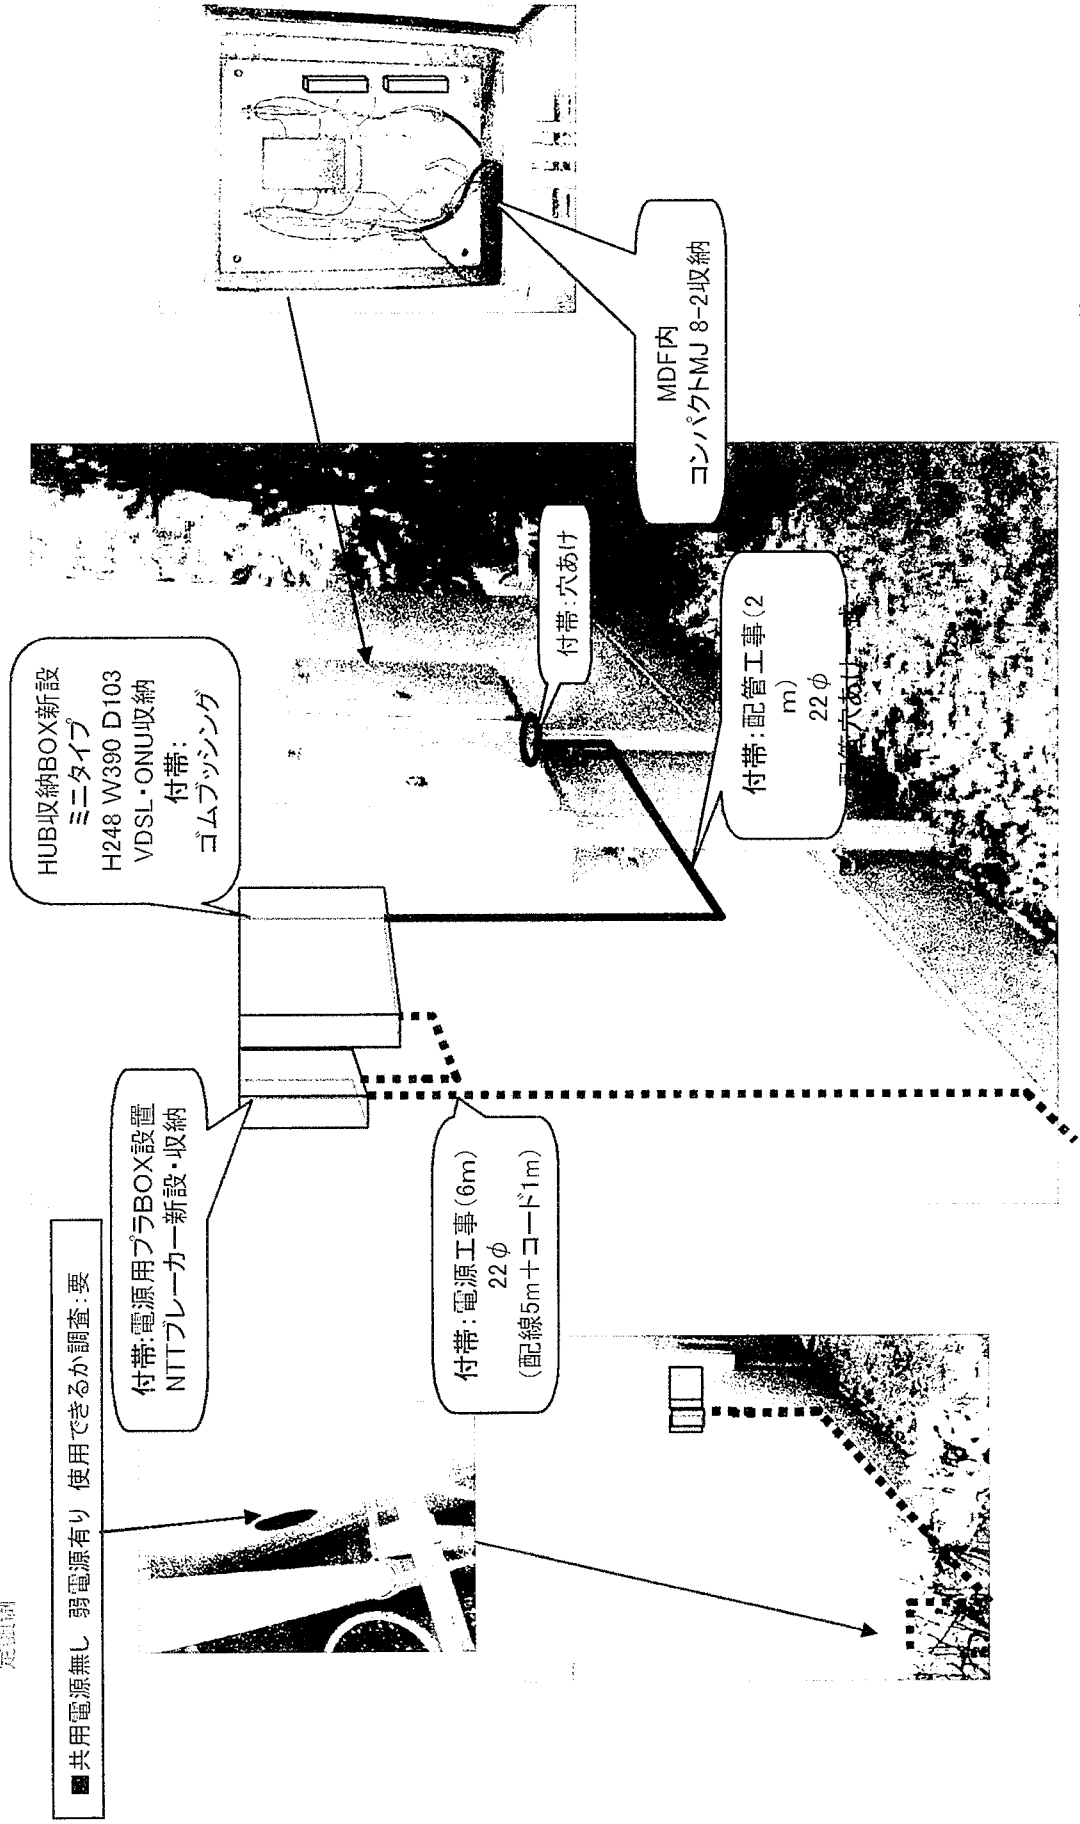 ■共用電源無し 弱電源有り 使用できるか調査:要
付帯:電源用プラBOX設置
NTTブレーカー新設・収納
HUB収納BOX新設
ミニタイプ
H248 W390 D103
VDSL・ONU収納
付帯:
ゴムブッシング
付帯:電源工事(6m)
22φ
(配線5m+コード1m)
付帯:穴あけ
付帯:配管工事(2
m)
22φ
MDF内
コンパクトMJ 8-2収納